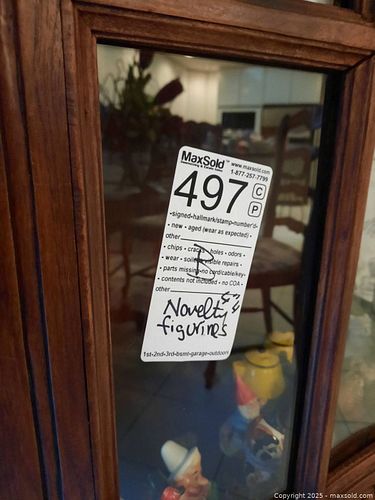 MaxSold™ www.maxsold.com
1-877-257-7799
497 C
P
•signed-hallmark/stamp-number'd•
• new • aged (wear as expected) •
other
• chips • cracks • holes • odors •
• wear • soiled • visible repairs •
• parts missing • no cord/cable/key•
• contents not included • no COA •
other
Novelty
figurines
1st-2nd-3rd-bsmt-garage-outdoors
Copyright 2025 - maxsold.com